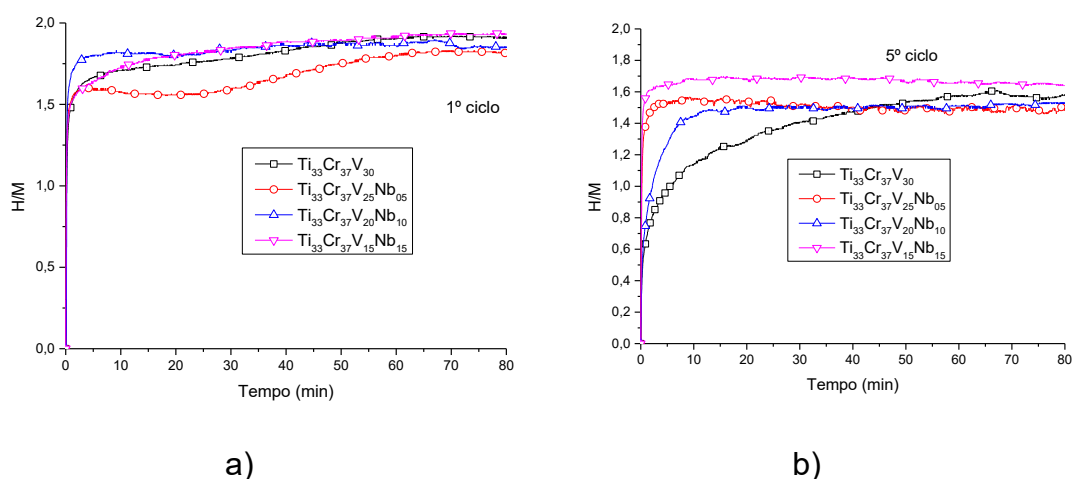 2,0
1,5
1,0
0,5
0,0
H/M
1º ciclo
Ti33Cr37V30
Ti33Cr37V25Nb05
Ti33Cr37V20Nb10
Ti33Cr37V15Nb15
0 10 20 30 40 50 60 70 80
Tempo (min)
a)
1,8
1,6
1,4
1,2
1,0
0,8
0,6
0,4
0,2
0,0
H/M
5º ciclo
Ti33Cr37V30
Ti33Cr37V25Nb05
Ti33Cr37V20Nb10
Ti33Cr37V15Nb15
0 10 20 30 40 50 60 70 80
Tempo (min)
b)